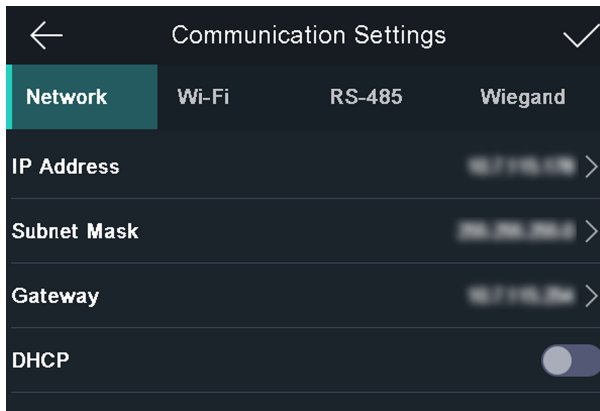 Communication Settings
Network Wi-Fi RS-485 Wiegand
IP Address
Subnet Mask
Gateway
DHCP